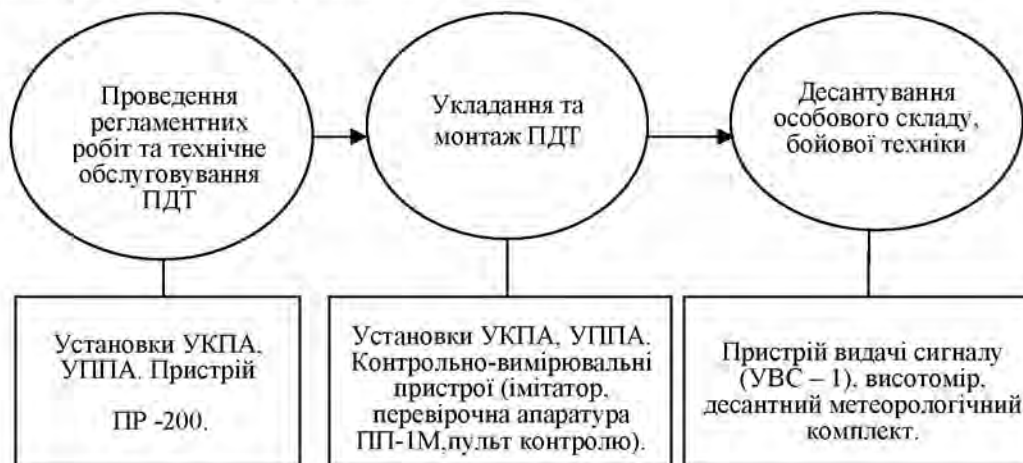 Проведення
регламентних
робіт та технічне
обслуговування
ПДТ
Укладання та
монтаж ПДТ
Десантування
особового складу,
бойової техніки
Установки УКПА,
УППА. Пристрій
ПР -200.
Установки УКПА, УППА.
Контрольно-вимірювальні
пристрої (імітатор,
перевірочна апаратура
ПП-1М,пульт контролю).
Пристрій видачі сигналу
(УВС – 1), висотомір,
десантний метеорологічний
комплект.